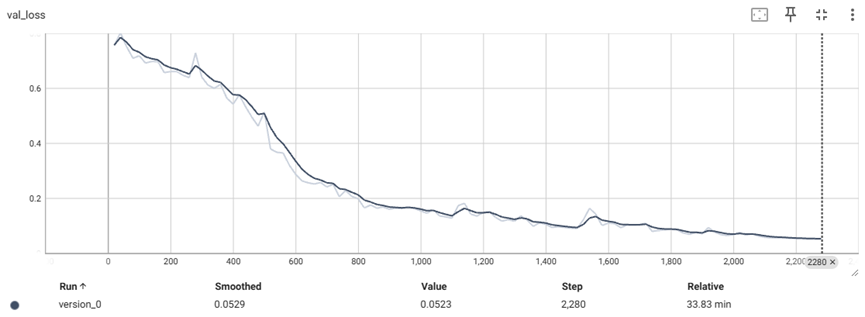 val_loss
0.6
0.4
0.2
0 200 400 600 800 1,000 1,200 1,400 1,600 1,800 2,000 2,200 2280 ×
Run ↑ Smoothed Value Step Relative
version_0 0.0529 0.0523 2,280 33.83 min